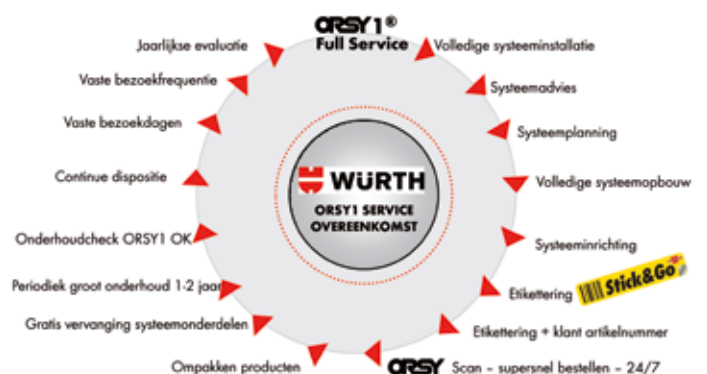 ORSY 1®
Full Service
Volledige systeeminstallatie
Systeemadvies
Systeemplanning
Volledige systeemopbouw
Systeeminrichting
Etikettering
Stick&Go
Etikettering + klant artikelnummer
ORSY Scan – supersnel bestellen – 24/7
Ompakken producten
Gratis vervanging systeemonderdelen
Periodiek groot onderhoud 1-2 jaar
Onderhoudcheck ORSY1 OK
Continue dispositie
Vaste bezoekdagen
Vaste bezoekfrequentie
Jaarlijkse evaluatie
WÜRTH
ORSY1 SERVICE
OVEREENKOMST